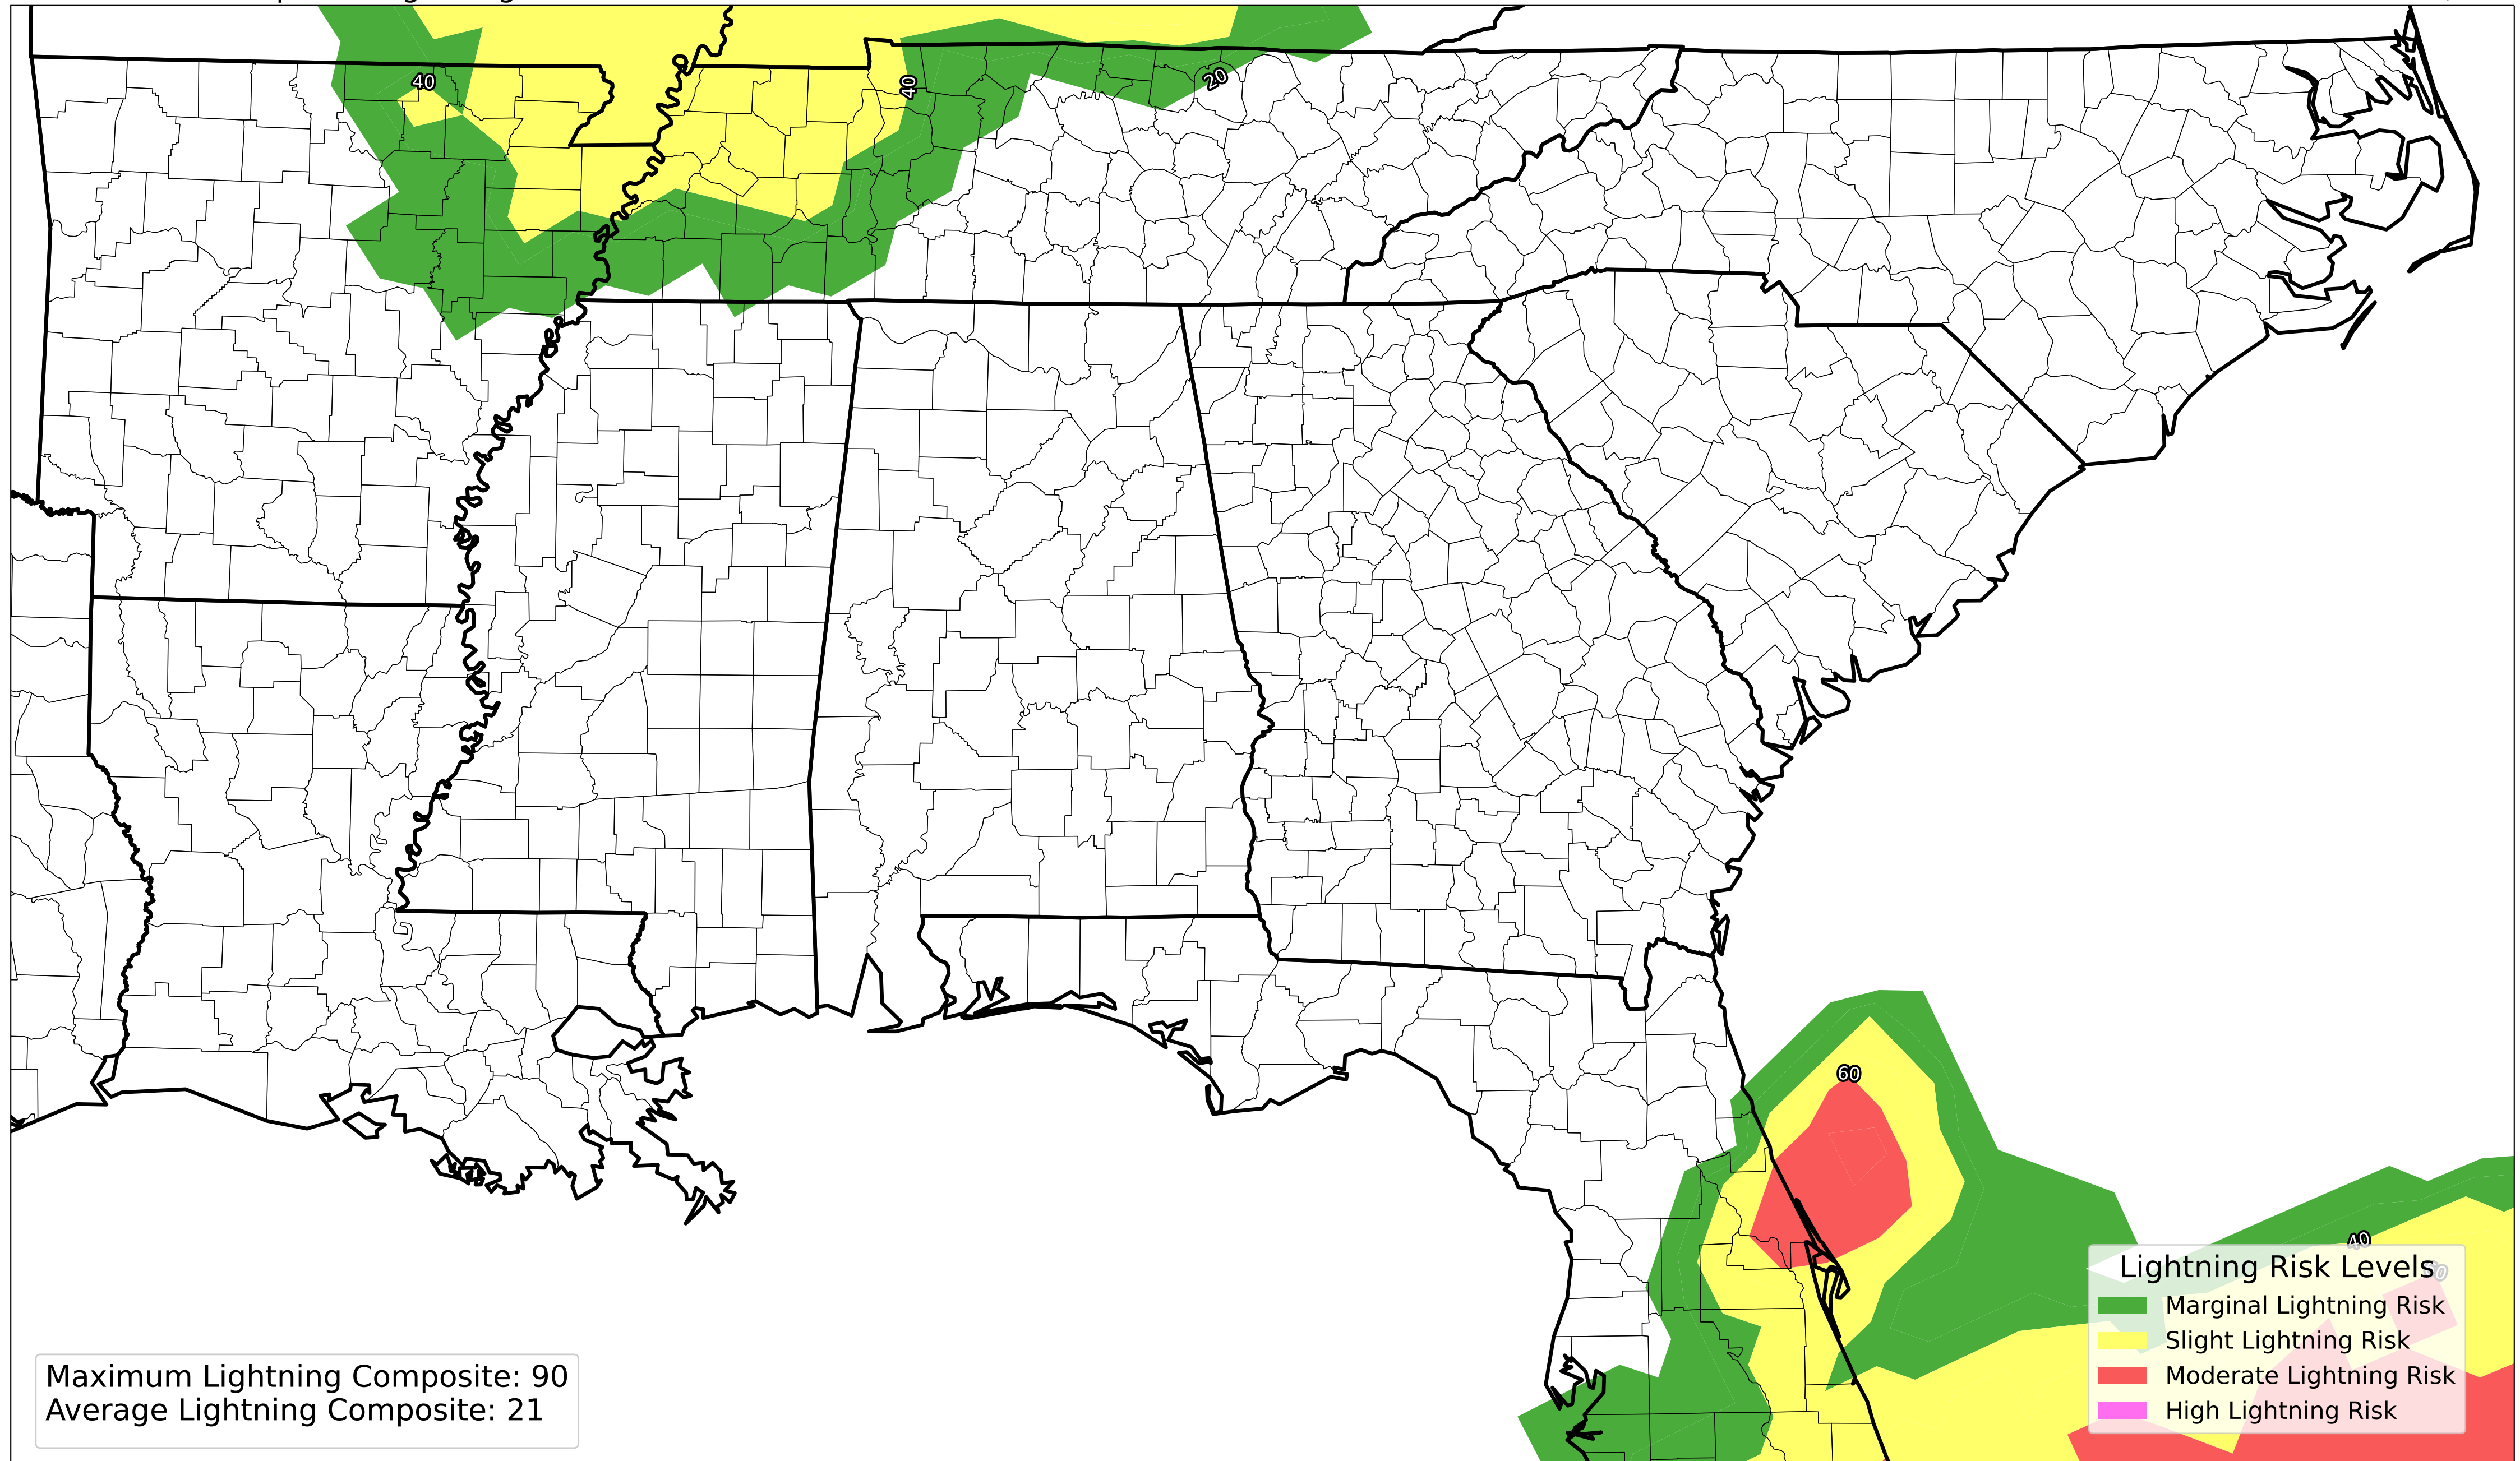 40
40
20
60
40
Lightning Risk Levels
Marginal Lightning Risk
Slight Lightning Risk
Moderate Lightning Risk
High Lightning Risk
Maximum Lightning Composite: 90
Average Lightning Composite: 21